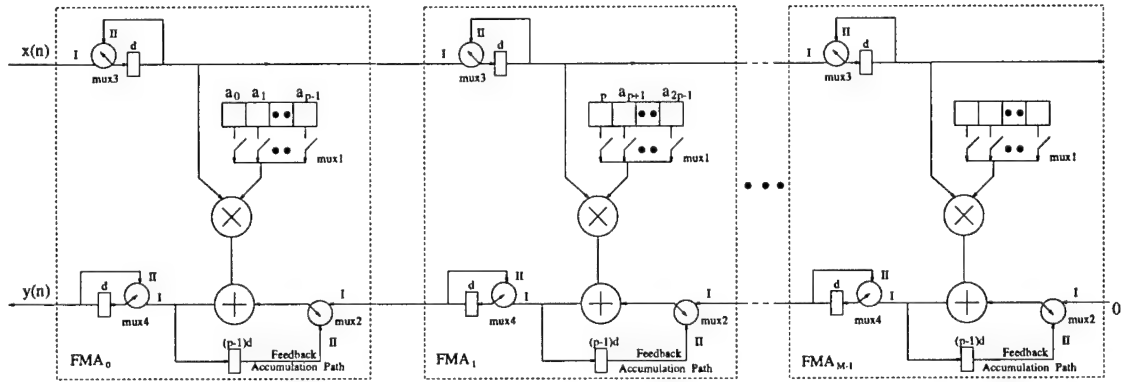 x(n) I II d mux3
I II d mux3
I II d mux3
a0 a1 ap-1
p ap+1 a2p-1
mux1
mux1
mux1
y(n) d II I mux4 I mux2 II
d II I mux4 I mux2 II
d II I mux4 I mux2 II 0
FMA0 (p-1)d Feedback Accumulation Path
FMA1 (p-1)d Feedback Accumulation Path
FMAM-1 (p-1)d Feedback Accumulation Path